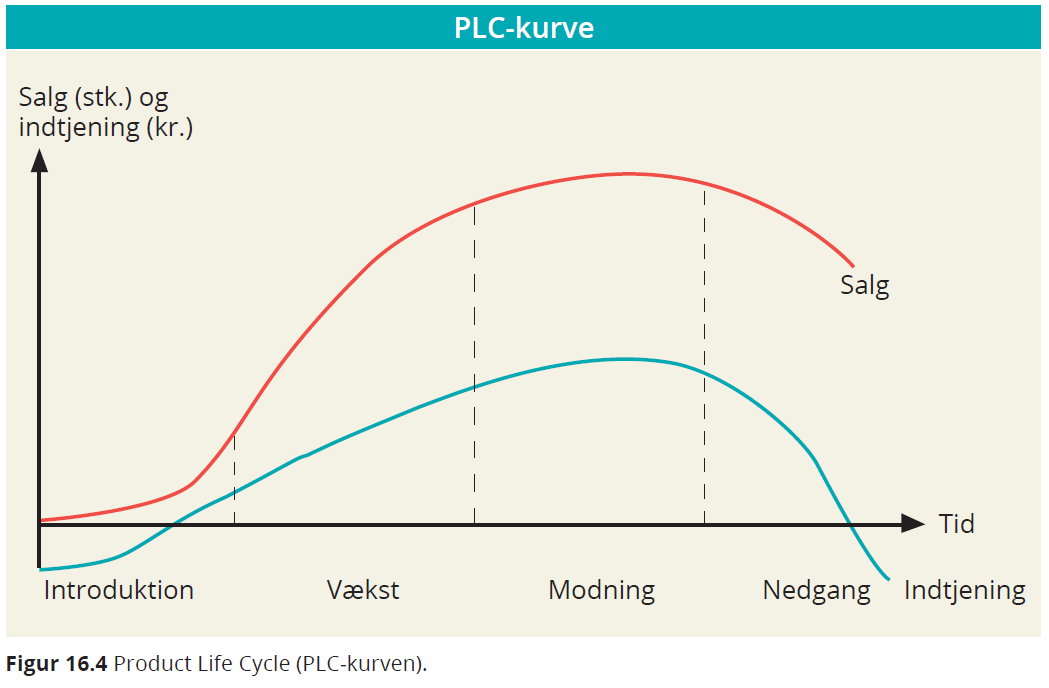 PLC-kurve
Salg (stk.) og
indtjening (kr.)
Salg
Tid
Introduktion
Vækst
Modning
Nedgang
Indtjening
Figur 16.4 Product Life Cycle (PLC-kurven).